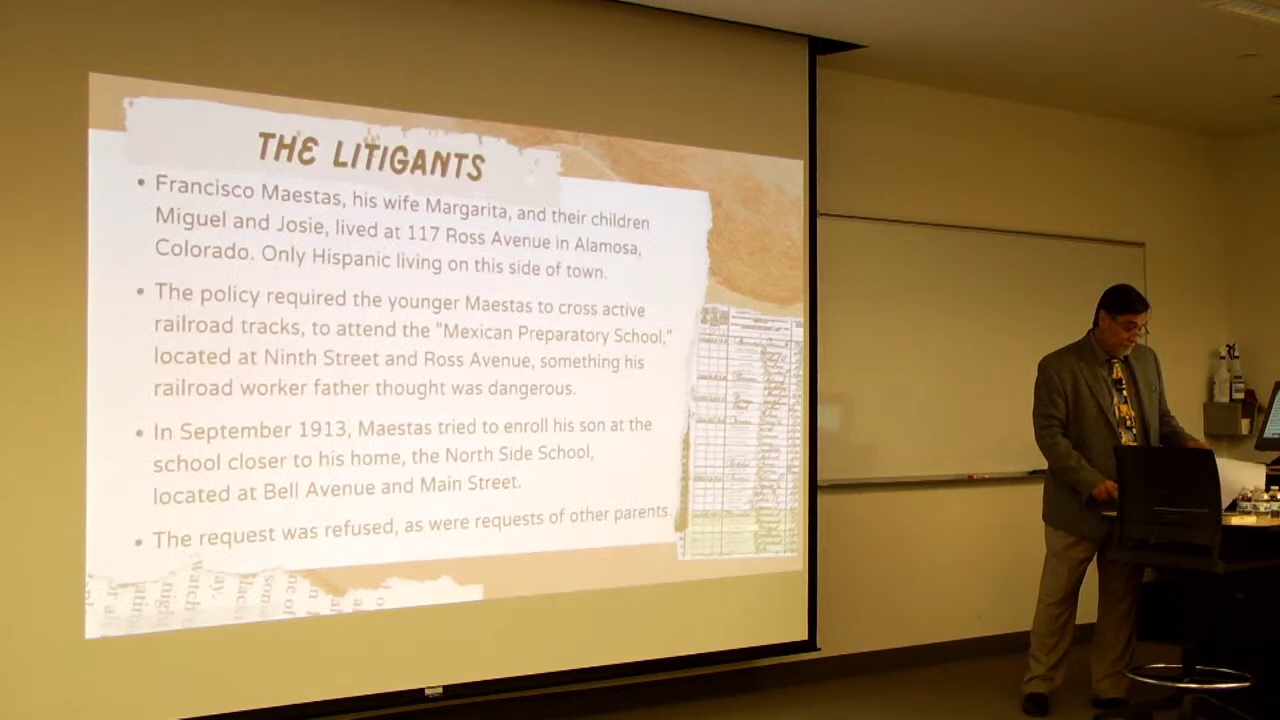 THE LITIGANTS
• Francisco Maestas, his wife Margarita, and their children
Miguel and Josie, lived at 117 Ross Avenue in Alamosa,
Colorado. Only Hispanic living on this side of town.
• The policy required the younger Maestas to cross active
railroad tracks, to attend the "Mexican Preparatory School,"
located at Ninth Street and Ross Avenue, something his
railroad worker father thought was dangerous.
• In September 1913, Maestas tried to enroll his son at the
school closer to his home, the North Side School,
located at Bell Avenue and Main Street.
• The request was refused, as were requests of other parents.